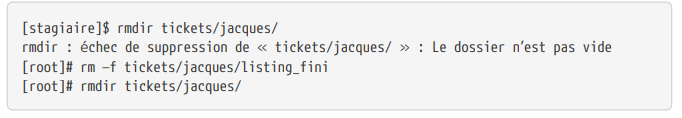 [stagiaire]$ rmdir tickets/jacques/
rmdir : échec de suppression de « tickets/jacques/ » : Le dossier n’est pas vide
[root]# rm –f tickets/jacques/listing_fini
[root]# rmdir tickets/jacques/